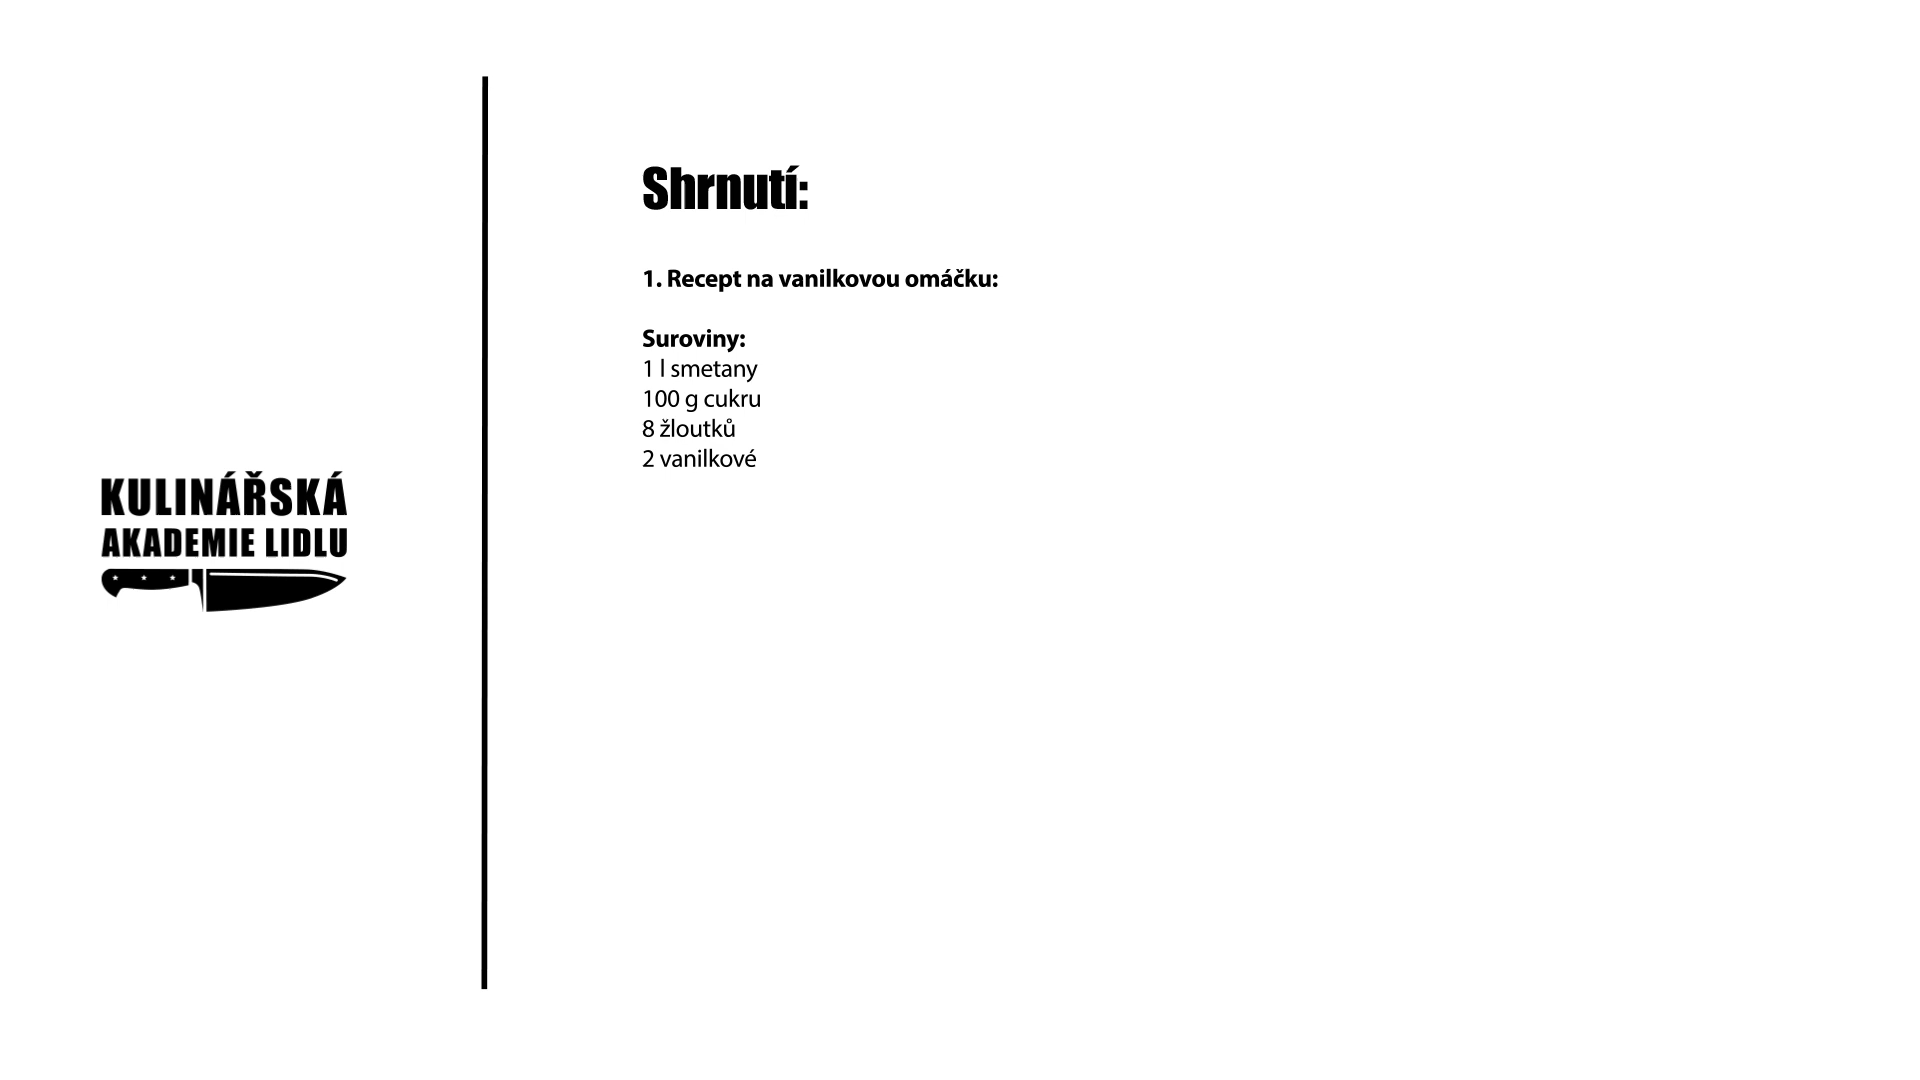 KULINÁŘSKÁ
AKADEMIE LIDLU
Shrnutí:
1. Recept na vanilkovou omáčku:
Suroviny:
1 l smetany
100 g cukru
8 žloutků
2 vanilkové